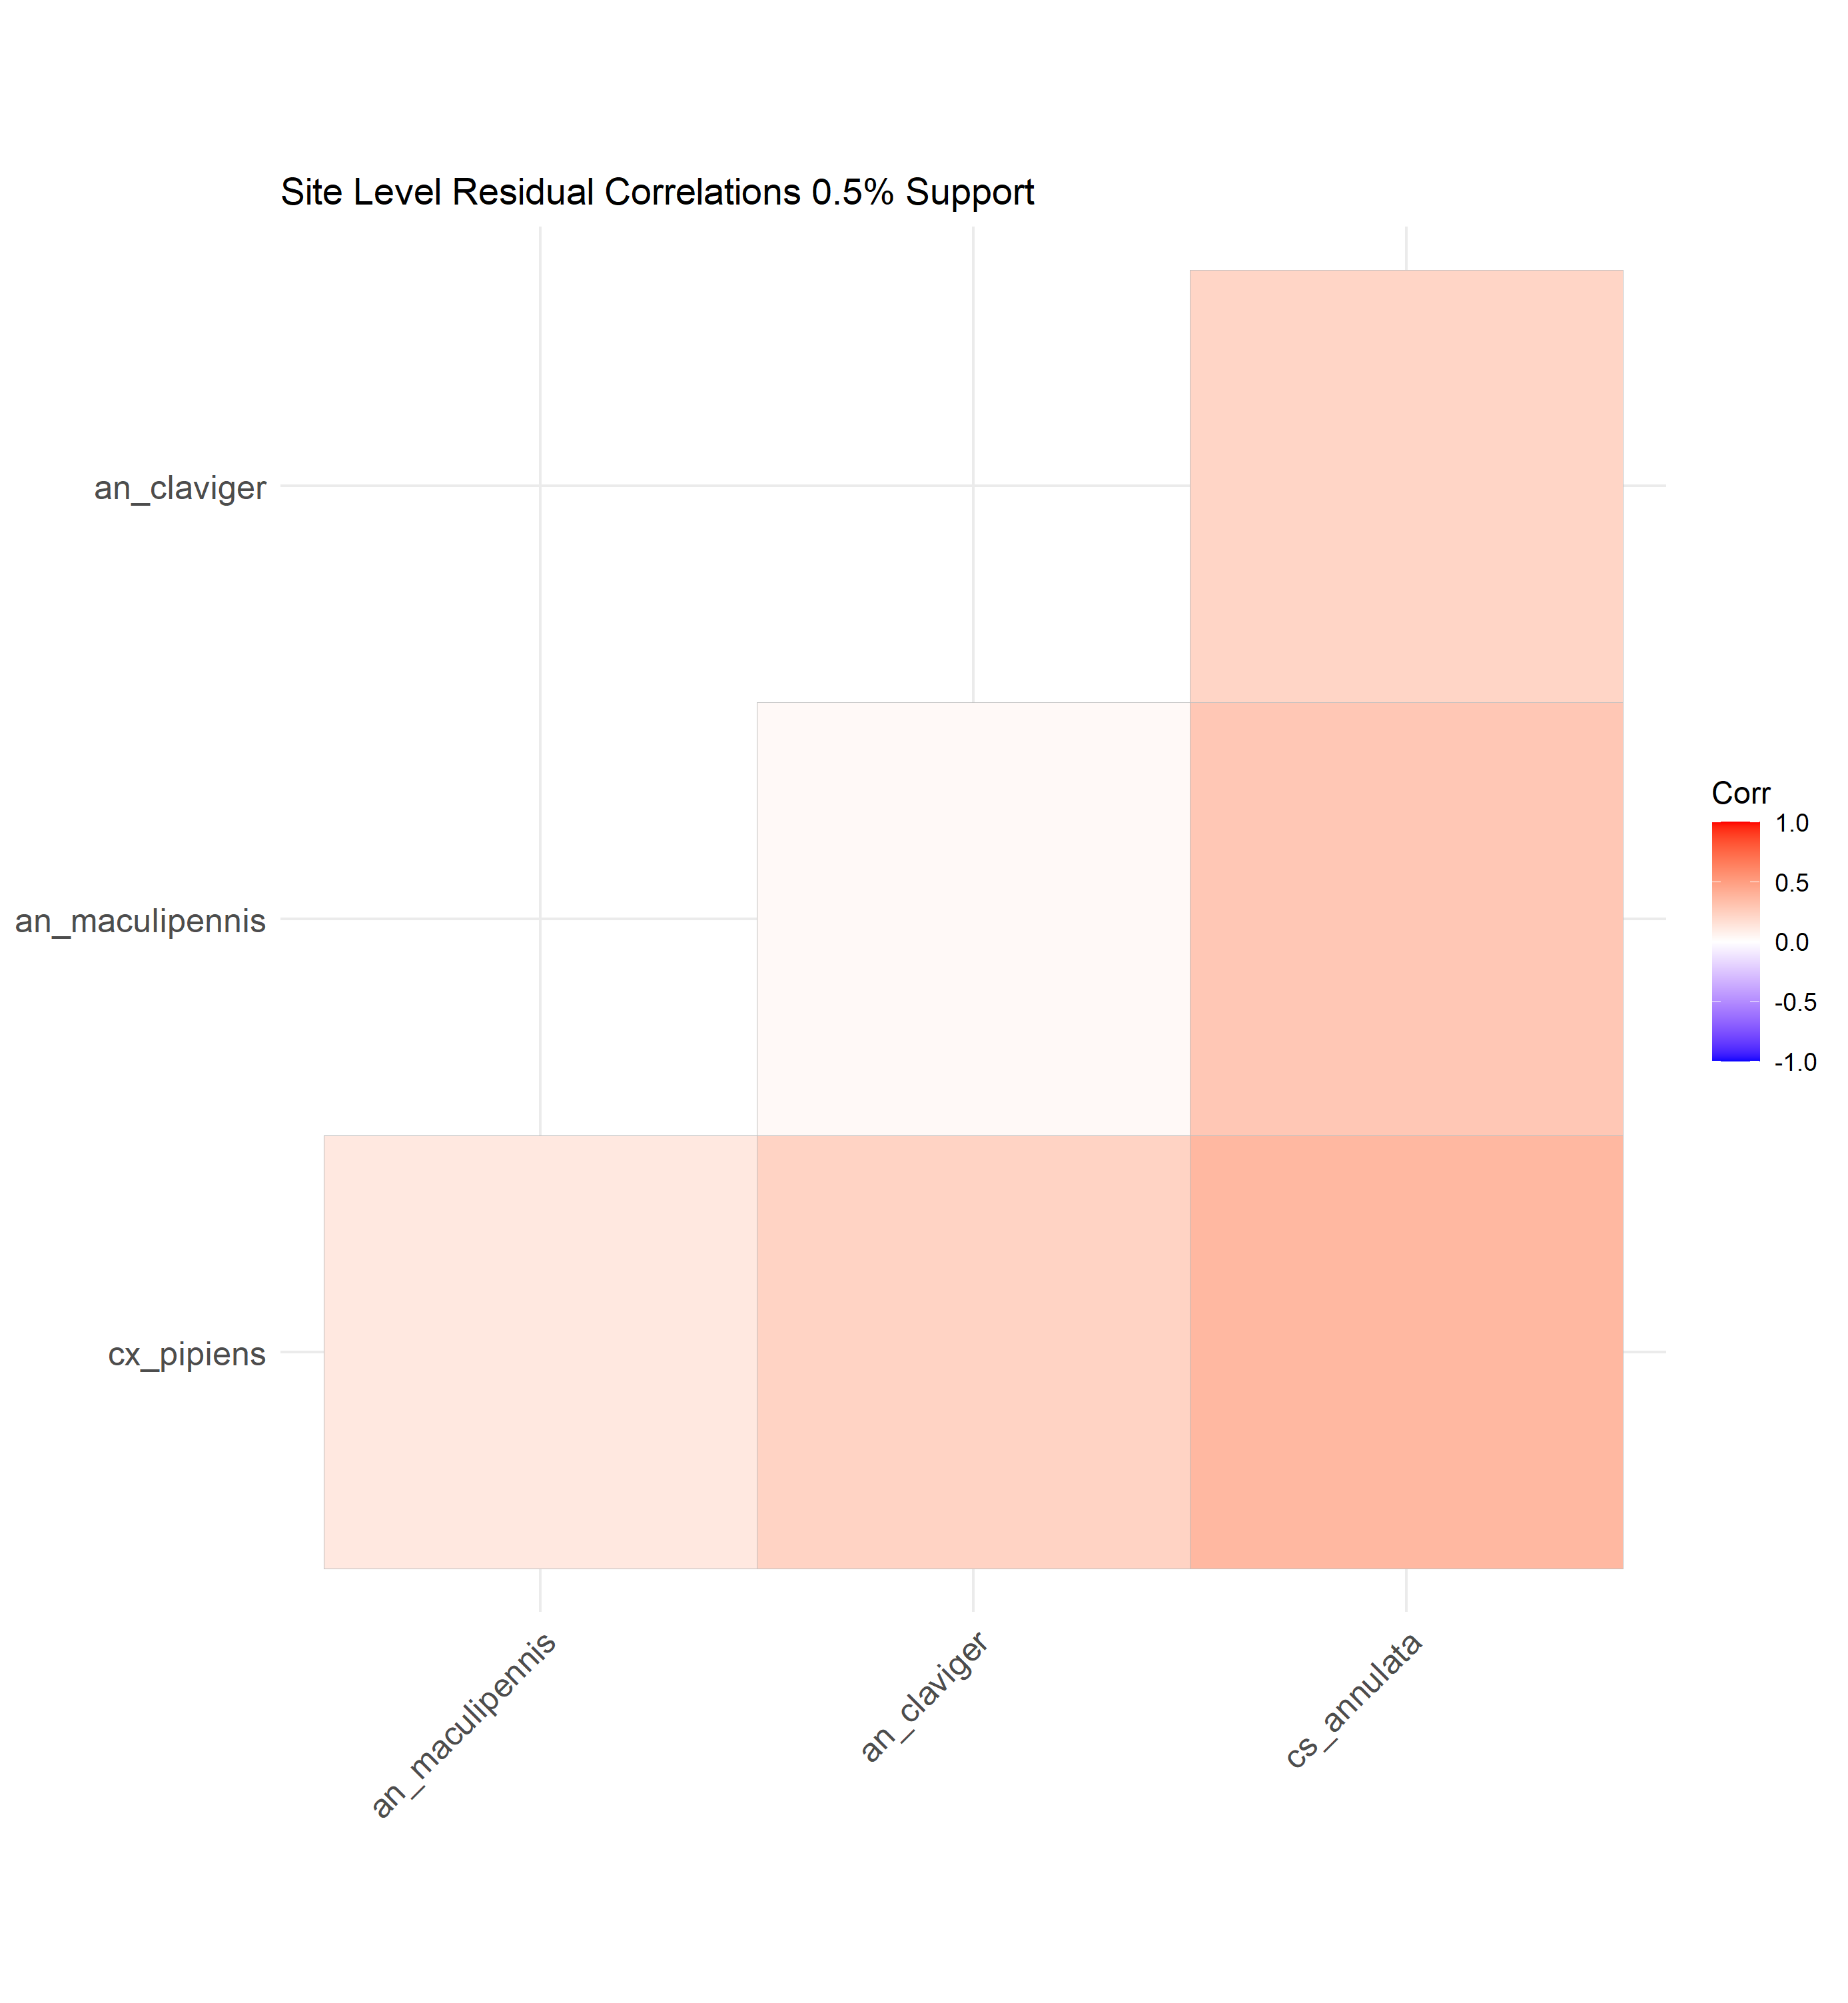 Site Level Residual Correlations 0.5% Support
an_claviger
an_maculipennis
cx_pipiens
an_maculipennis
an_claviger
cs_annulata
Corr
1.0
0.5
0.0
-0.5
-1.0